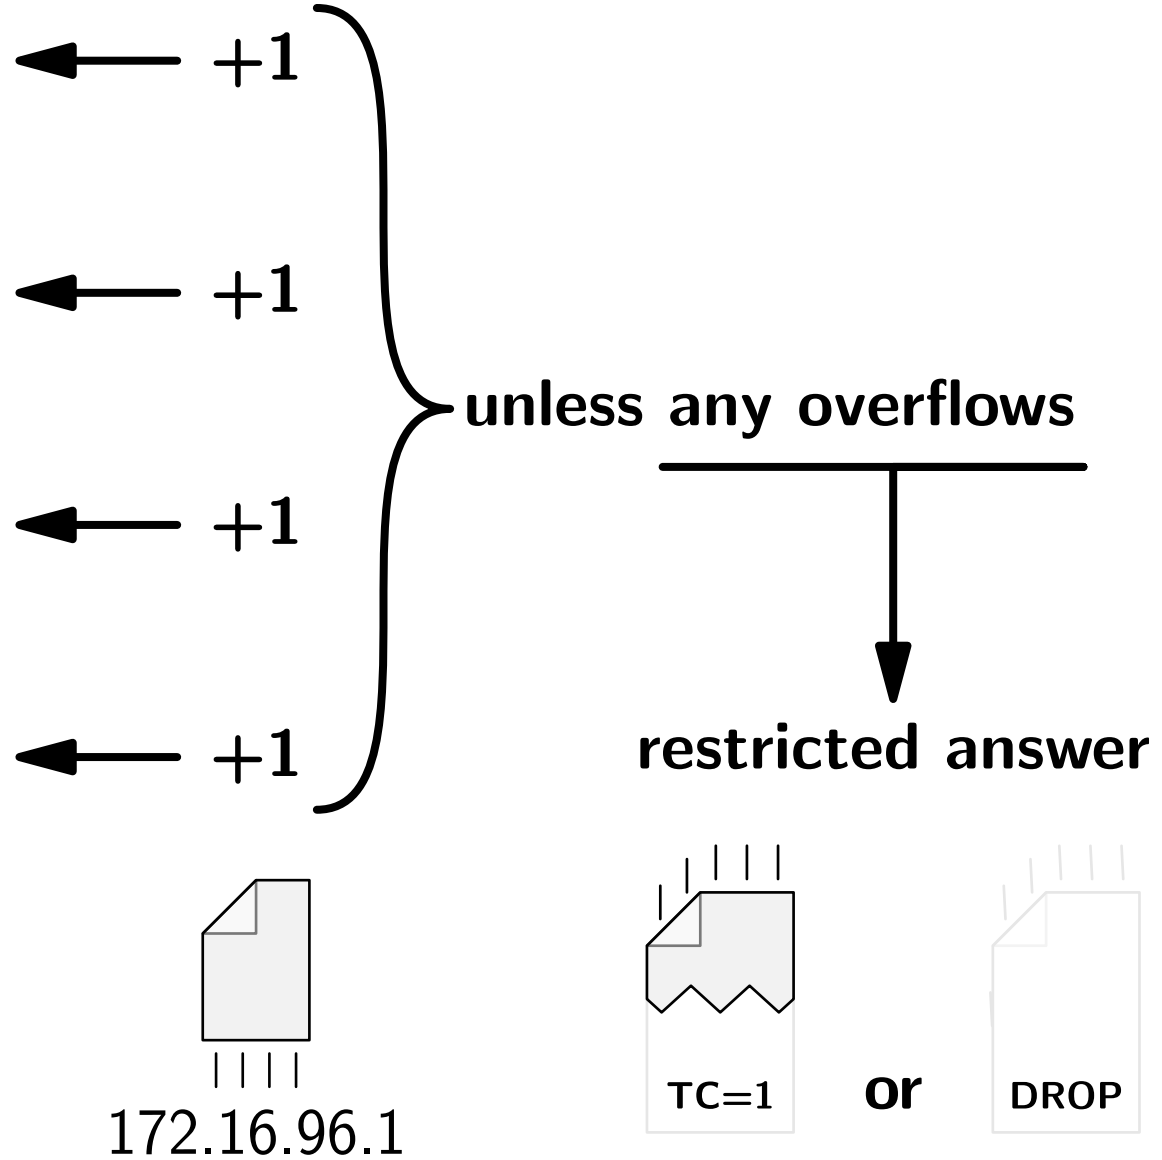 +1
+1
unless any overflows
+1
+1
restricted answer
TC=1 or DROP
172.16.96.1